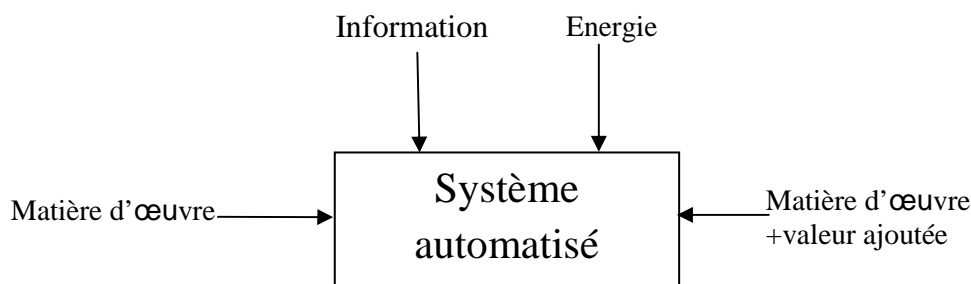 Information
Energie
Système
automatisé
Matière d’œuvre
Matière d’œuvre
+valeur ajoutée